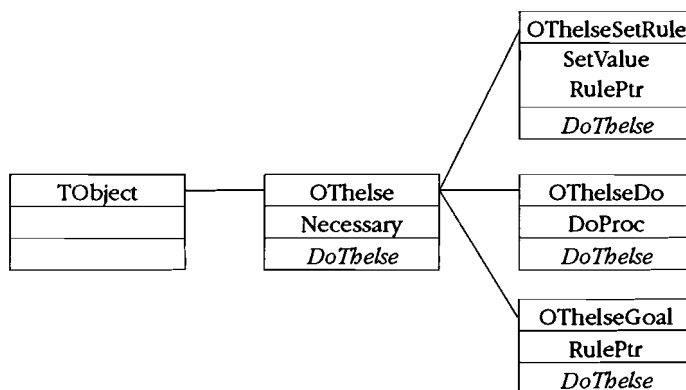 TObject
OThelse
Necessary
DoThelse
OThelseSetRule
SetValue
RulePtr
DoThelse
OThelseDo
DoProc
DoThelse
OThelseGoal
RulePtr
DoThelse